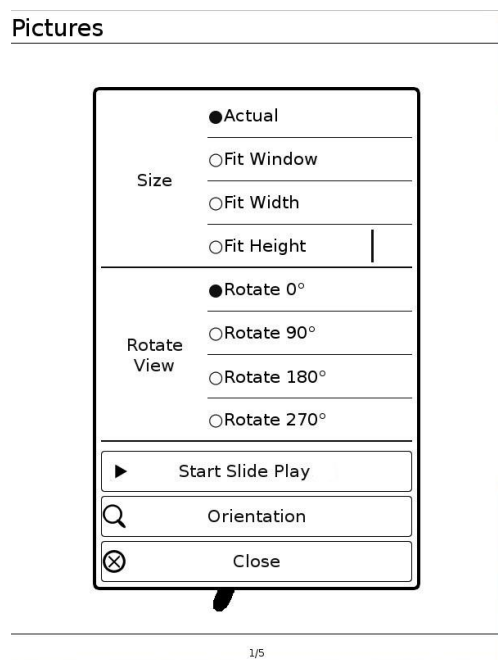 Pictures
Size
Actual
Fit Window
Fit Width
Fit Height
Rotate
View
Rotate 0°
Rotate 90°
Rotate 180°
Rotate 270°
Start Slide Play
Orientation
Close
1/5